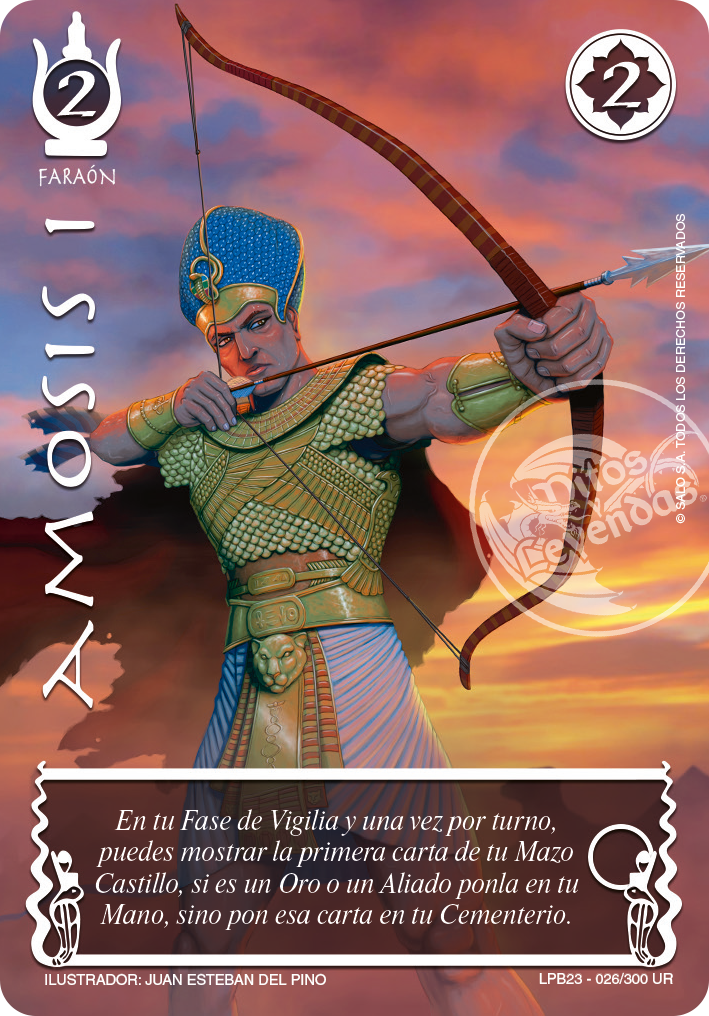 2
2
FARAÓN
AMOSIS I
© SALO S.A. TODOS LOS DERECHOS RESERVADOS
Mitos
Leyendas
En tu Fase de Vigilia y una vez por turno,
puedes mostrar la primera carta de tu Mazo
Castillo, si es un Oro o un Aliado ponla en tu
Mano, sino pon esa carta en tu Cementerio.
ILUSTRADOR: JUAN ESTEBAN DEL PINO
LPB23 - 026/300 UR